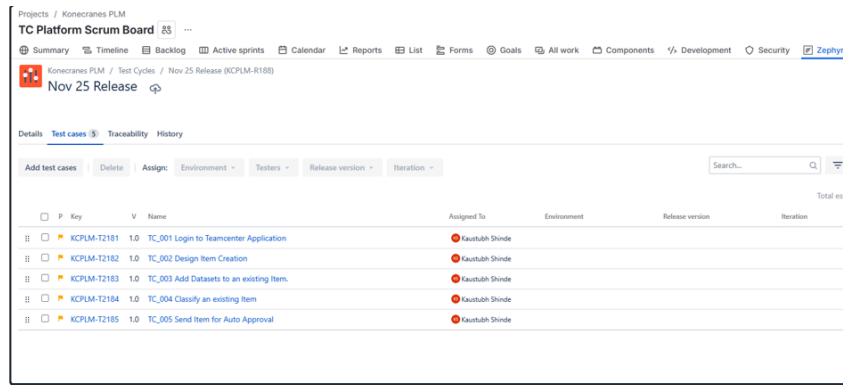 Projects / Konecranes PLM
TC Platform Scrum Board ...
Summary Timeline Backlog Active sprints Calendar Reports List Forms Goals All work Components Development Security Zephyr
Konecranes PLM / Test Cycles / Nov 25 Release (KCPLM-R188)
Nov 25 Release
Details Test cases 5 Traceability History
Add test cases Delete Assign: Environment Testers Release version Iteration Search...
Total es
P Key V Name Assigned To Environment Release version Iteration
KCPLM-T2181 1.0 TC_001 Login to Teamcenter Application Kaustubh Shinde
KCPLM-T2182 1.0 TC_002 Design Item Creation Kaustubh Shinde
KCPLM-T2183 1.0 TC_003 Add Datasets to an existing Item. Kaustubh Shinde
KCPLM-T2184 1.0 TC_004 Classify an existing Item Kaustubh Shinde
KCPLM-T2185 1.0 TC_005 Send Item for Auto Approval Kaustubh Shinde